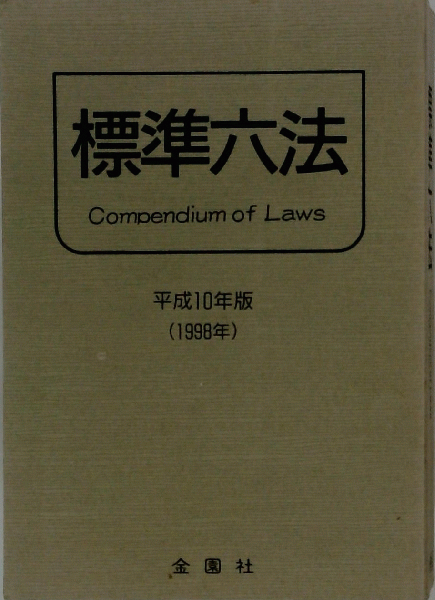 標準六法
Compendium of Laws
平成10年版
(1998年)
金園社